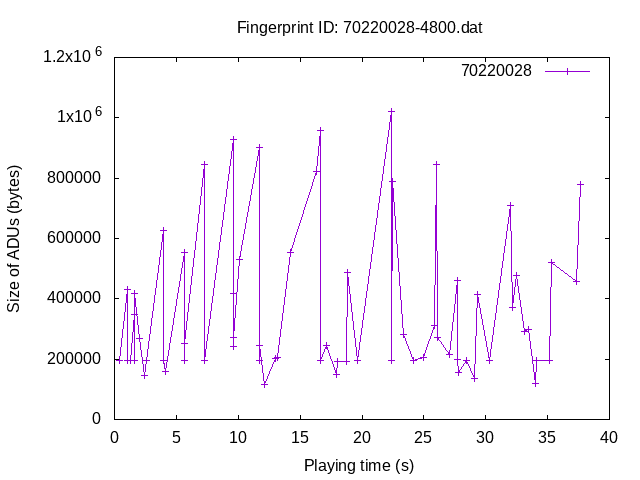 Fingerprint ID: 70220028-4800.dat
70220028
Size of ADUs (bytes)
1.2x10^6
1x10^6
800000
600000
400000
200000
0
0 5 10 15 20 25 30 35 40
Playing time (s)